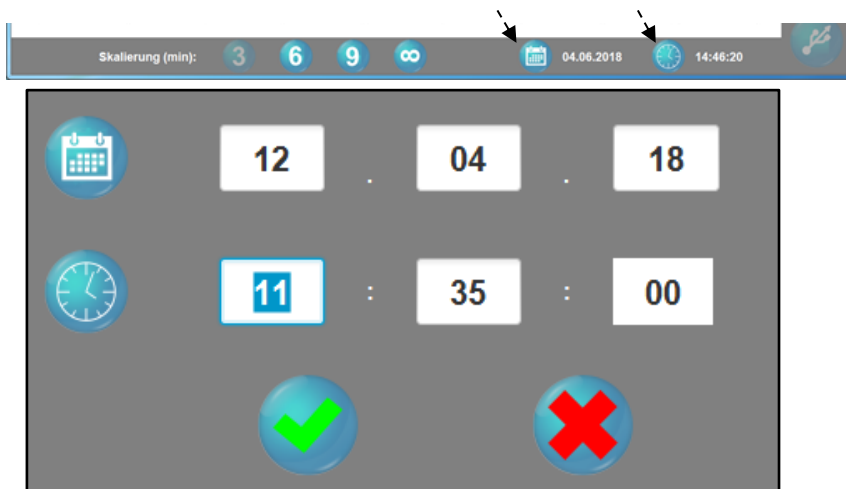 Skalierung (min): 3 6 9 ∞ 04.06.2018 14:46:20
12 . 04 . 18
11 : 35 : 00